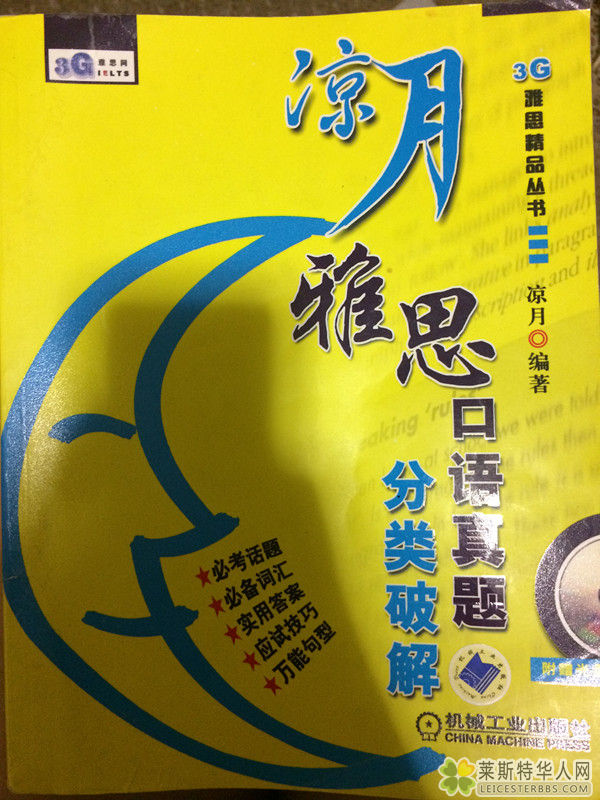 3G 雅思网
IELTS
凉月
雅思
口语真题
分类破解
3G
雅思精品丛书
凉月◎编著
★必考话题
★必备词汇
★实用答案
★应试技巧
★万能句型
附赠
机械工业出版社
CHINA MACHINE PRESS
莱斯特华人网
LEICESTERBBS.COM